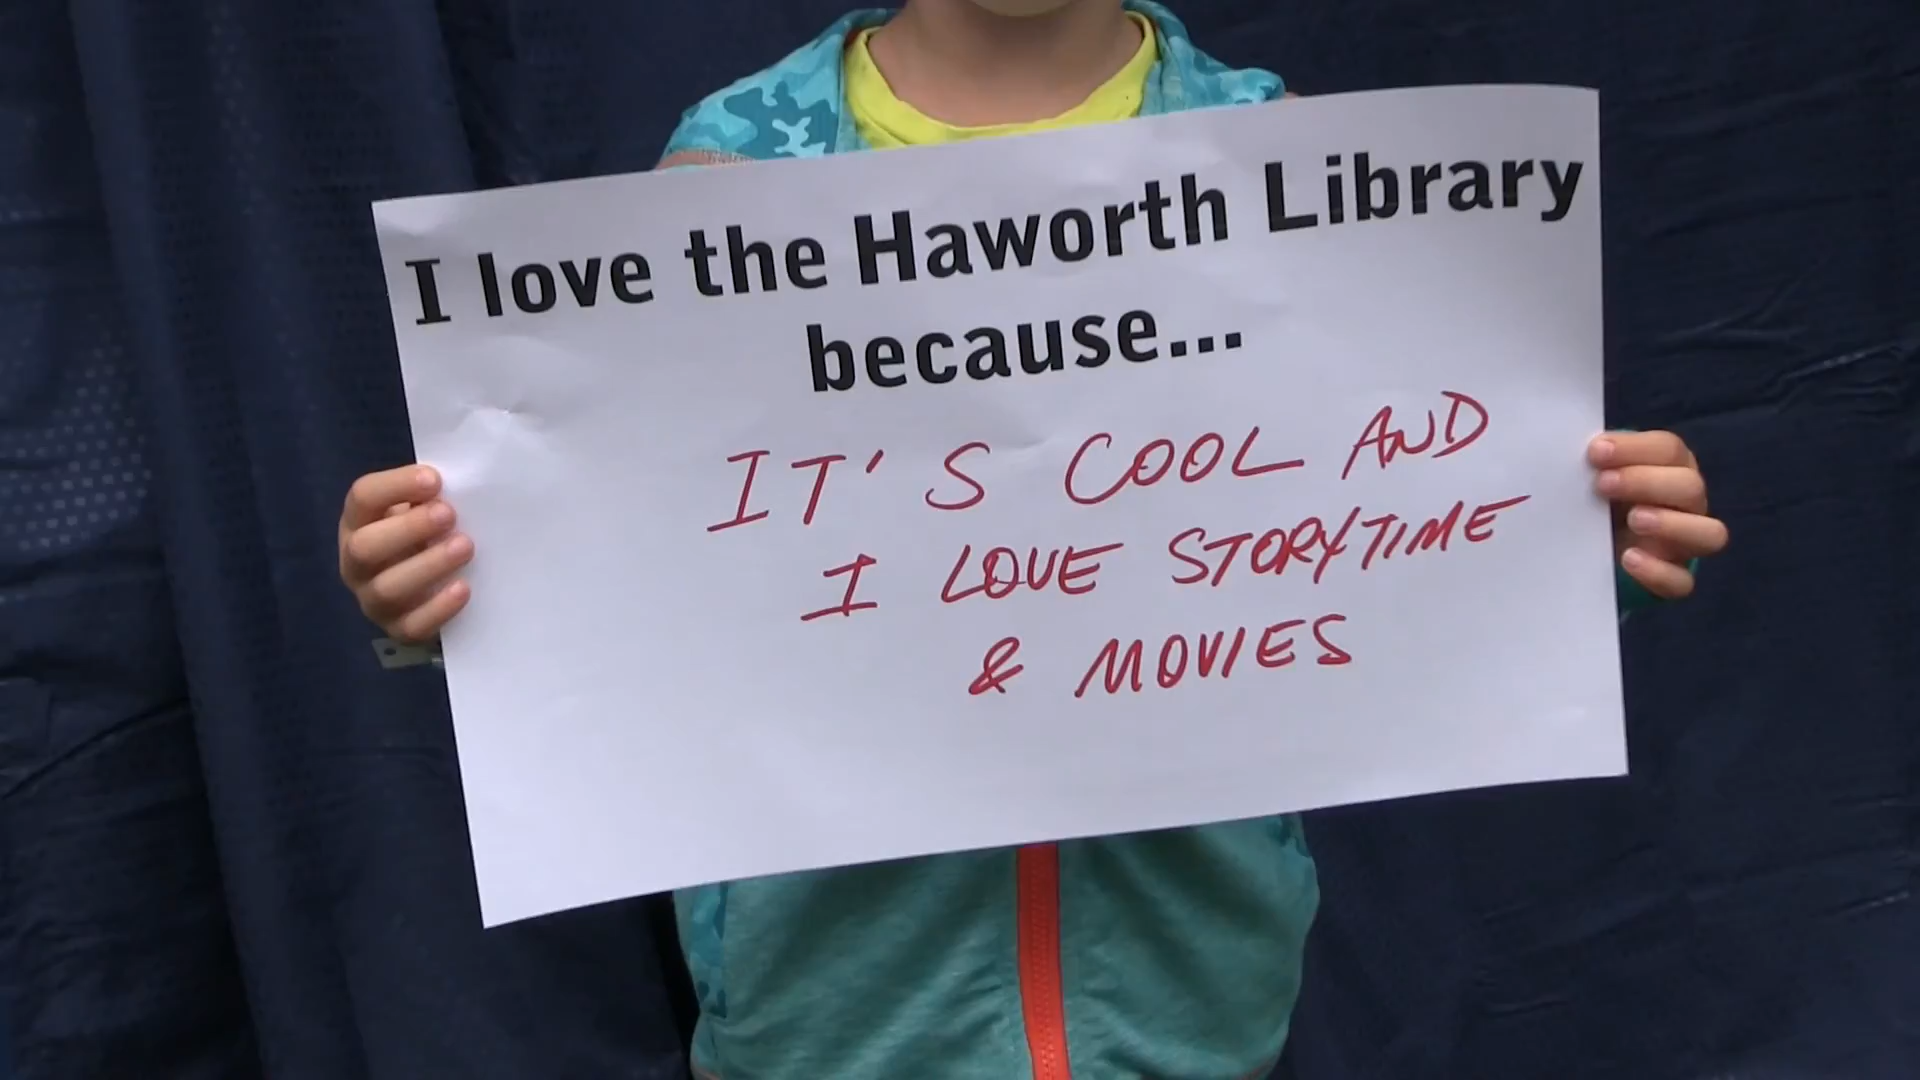 I love the Haworth Library
because...
IT'S COOL AND
I LOVE STORYTIME
& MOVIES